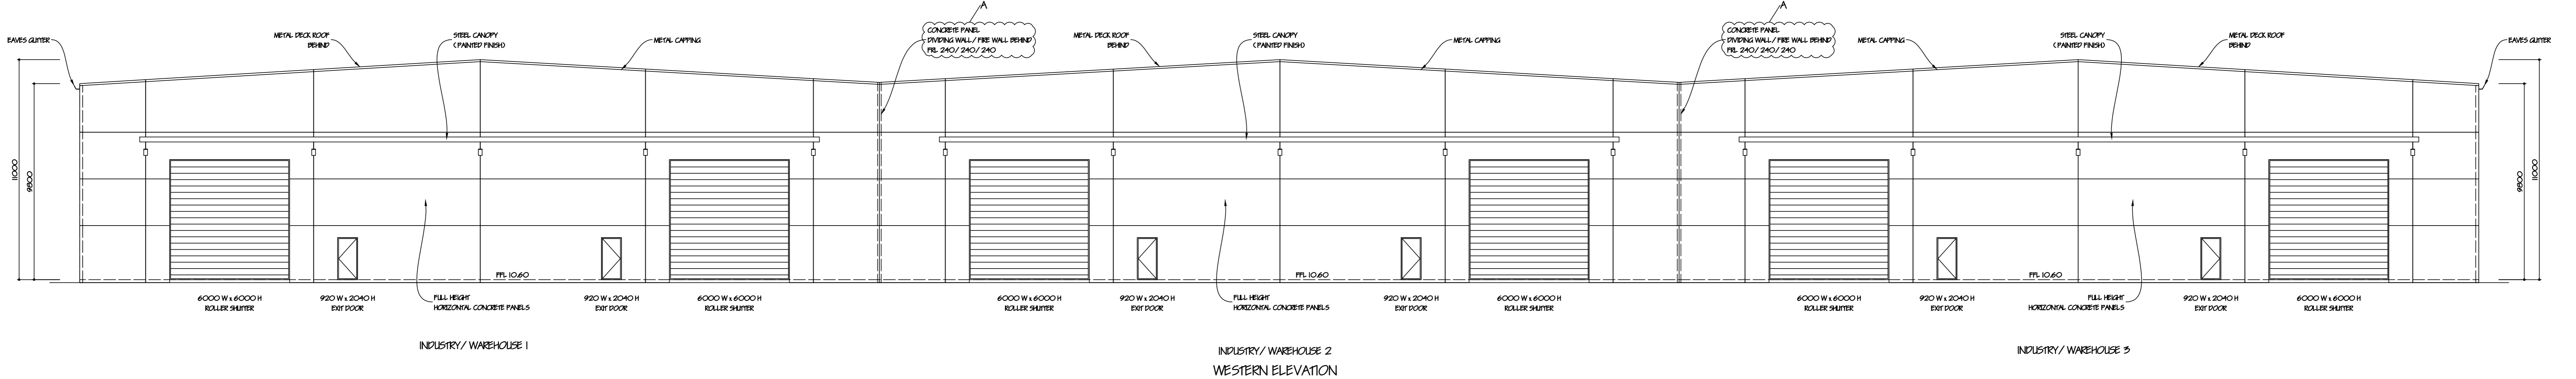 A
A
CONCRETE PANEL
DIVIDING WALL/ FIRE WALL BEHIND
FRL 240/ 240/ 240
CONCRETE PANEL
DIVIDING WALL/ FIRE WALL BEHIND
FRL 240/ 240/ 240
EAVES GUTTER
METAL DECK ROOF
BEHIND
STEEL CANOPY
(PAINTED FINISH)
METAL CAPPING
METAL DECK ROOF
BEHIND
STEEL CANOPY
(PAINTED FINISH)
METAL CAPPING
METAL CAPPING
STEEL CANOPY
(PAINTED FINISH)
METAL DECK ROOF
BEHIND
EAVES GUTTER
11000
9800
9800
11000
FFL 10.60
FFL 10.60
FFL 10.60
6000 W x 6000 H
ROLLER SHUTTER
920 W x 2040 H
EXIT DOOR
FULL HEIGHT
HORIZONTAL CONCRETE PANELS
920 W x 2040 H
EXIT DOOR
6000 W x 6000 H
ROLLER SHUTTER
6000 W x 6000 H
ROLLER SHUTTER
920 W x 2040 H
EXIT DOOR
FULL HEIGHT
HORIZONTAL CONCRETE PANELS
920 W x 2040 H
EXIT DOOR
6000 W x 6000 H
ROLLER SHUTTER
6000 W x 6000 H
ROLLER SHUTTER
920 W x 2040 H
EXIT DOOR
FULL HEIGHT
HORIZONTAL CONCRETE PANELS
920 W x 2040 H
EXIT DOOR
6000 W x 6000 H
ROLLER SHUTTER
INDUSTRY/ WAREHOUSE 1
INDUSTRY/ WAREHOUSE 2
INDUSTRY/ WAREHOUSE 3
WESTERN ELEVATION